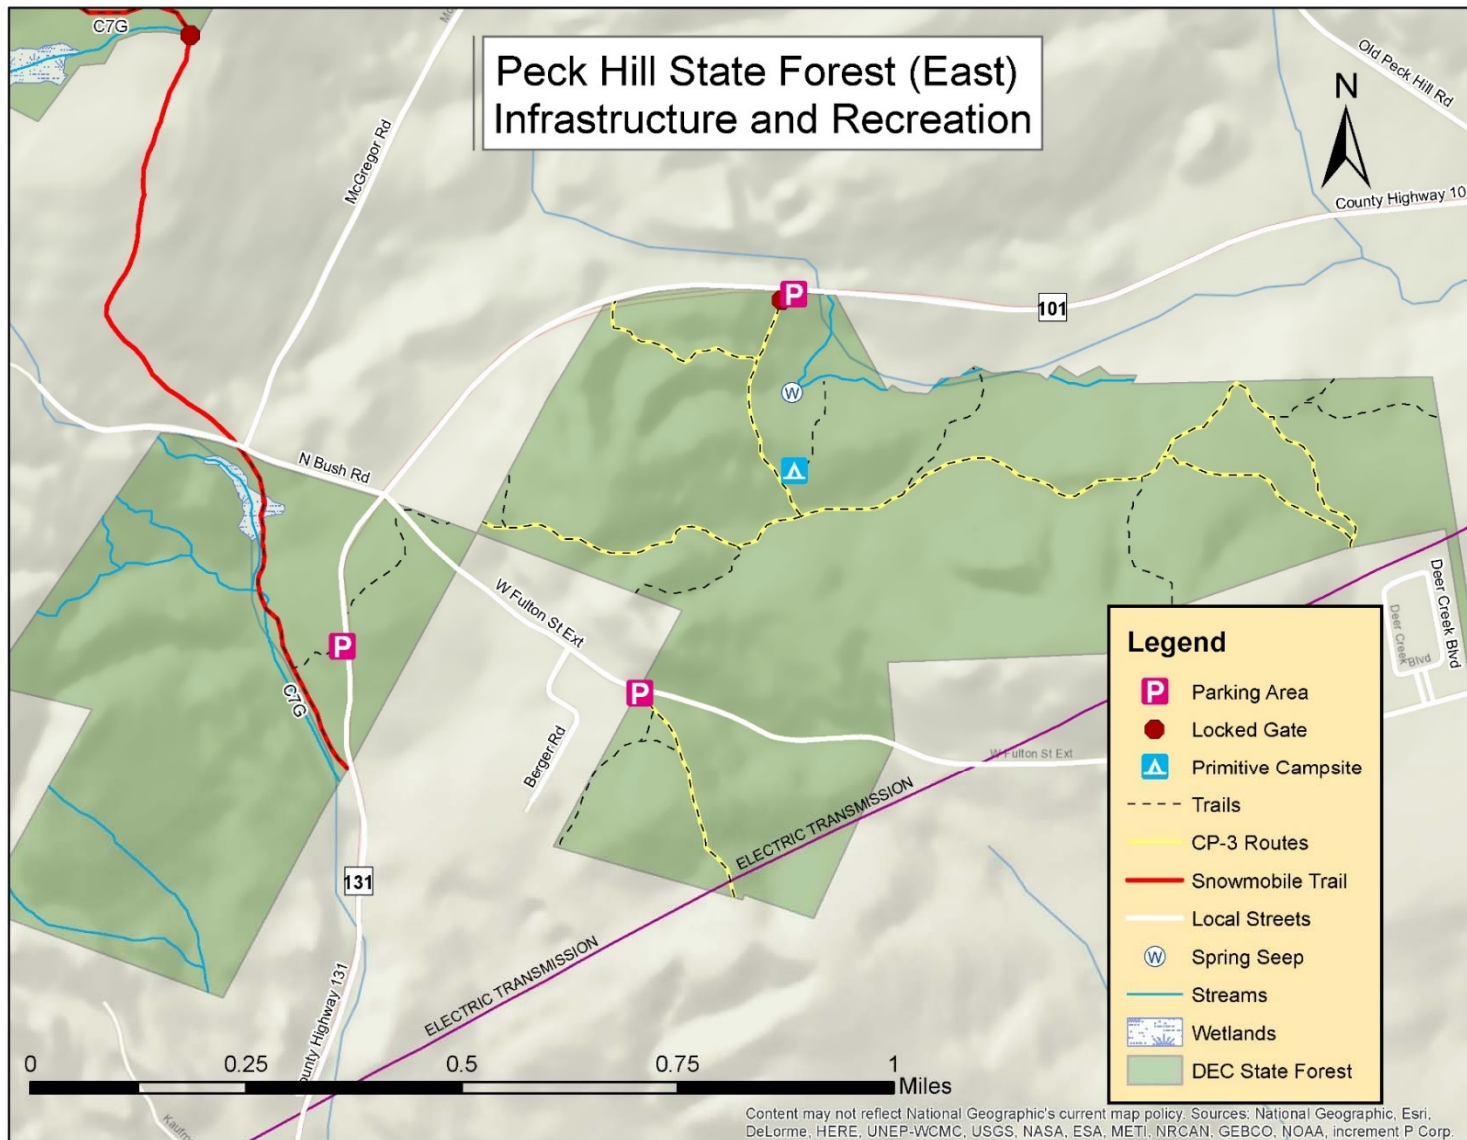 C7G
Mc
Peck Hill State Forest (East)
Infrastructure and Recreation
Old Peck Hill Rd
N
McGregor Rd
County Highway 10
P
101
W
N Bush Rd
W Fulton St Ext
P
C7G
P
Berger Rd
W Fulton St Ext
Deer Creek Blvd
Deer Creek
Blvd
ELECTRIC TRANSMISSION
131
ELECTRIC TRANSMISSION
ounty Highway 131
Kaufm
Legend
P Parking Area
Locked Gate
Primitive Campsite
Trails
CP-3 Routes
Snowmobile Trail
Local Streets
W Spring Seep
Streams
Wetlands
DEC State Forest
0 0.25 0.5 0.75 1
Miles
Content may not reflect National Geographic's current map policy. Sources: National Geographic, Esri,
DeLorme, HERE, UNEP-WCMC, USGS, NASA, ESA, METI, NRCAN, GEBCO, NOAA, increment P Corp.